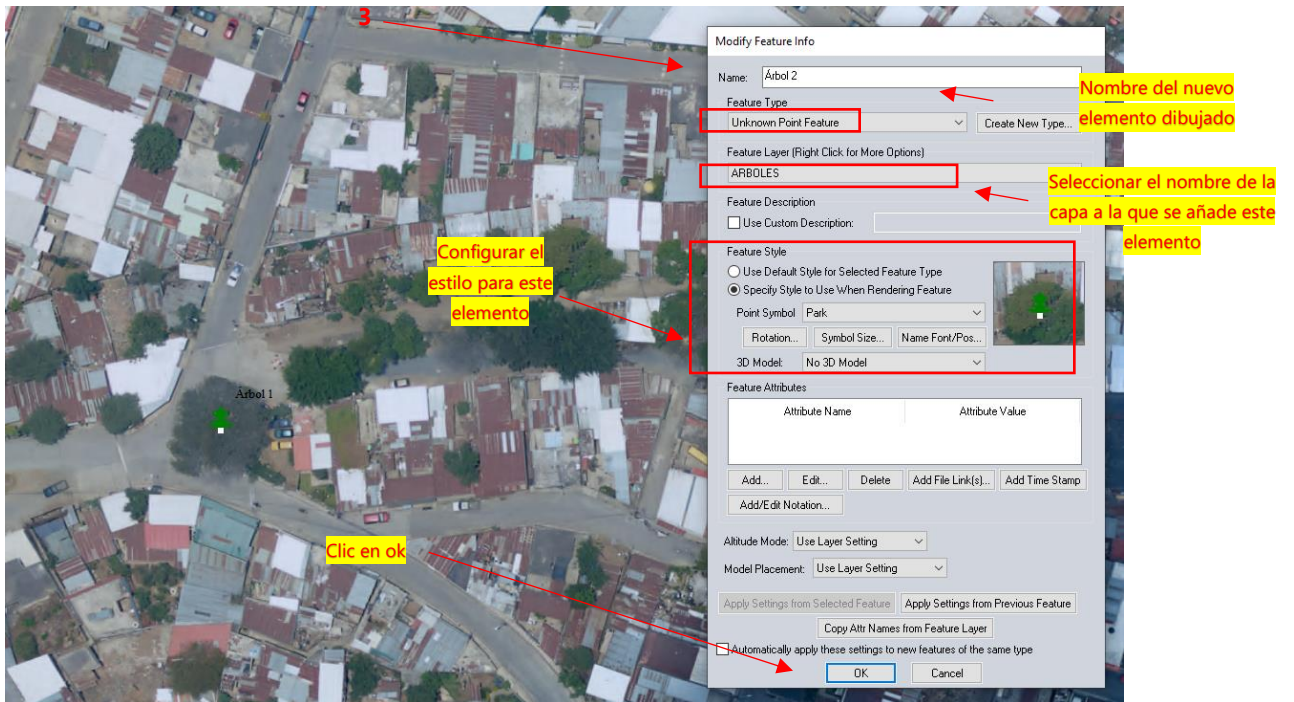 3
Modify Feature Info
Name: Árbol 2
Nombre del nuevo
elemento dibujado
Feature Type
Unknown Point Feature
Create New Type...
Feature Layer (Right Click for More Options)
ARBOLES
Seleccionar el nombre de la
capa a la que se añade este
elemento
Feature Description
Use Custom Description:
Configurar el
estilo para este
elemento
Feature Style
Use Default Style for Selected Feature Type
Specify Style to Use When Rendering Feature
Point Symbol Park
Rotation... Symbol Size... Name Font/Pos...
3D Model: No 3D Model
Árbol 1
Feature Attributes
Attribute Name Attribute Value
Add... Edit... Delete Add File Link(s)... Add Time Stamp
Add/Edit Notation...
Clic en ok
Altitude Mode: Use Layer Setting
Model Placement: Use Layer Setting
Apply Settings from Selected Feature Apply Settings from Previous Feature
Copy Attr Names from Feature Layer
Automatically apply these settings to new features of the same type
OK Cancel